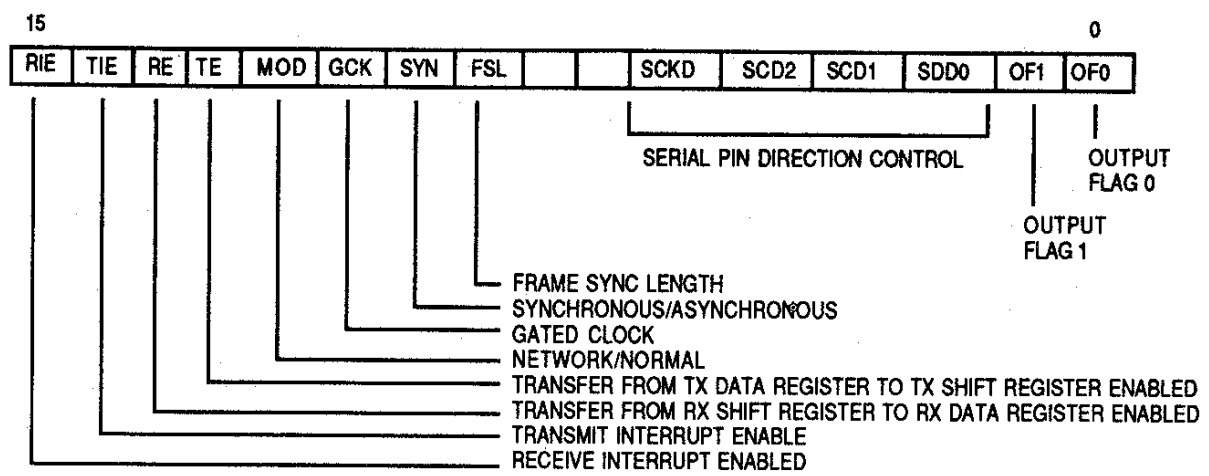 15 0
RIE TIE RE TE MOD GCK SYN FSL SCKD SCD2 SCD1 SDD0 OF1 OF0
SERIAL PIN DIRECTION CONTROL
OUTPUT
FLAG 0
OUTPUT
FLAG 1
FRAME SYNC LENGTH
SYNCHRONOUS/ASYNCHRONOUS
GATED CLOCK
NETWORK/NORMAL
TRANSFER FROM TX DATA REGISTER TO TX SHIFT REGISTER ENABLED
TRANSFER FROM RX SHIFT REGISTER TO RX DATA REGISTER ENABLED
TRANSMIT INTERRUPT ENABLE
RECEIVE INTERRUPT ENABLED